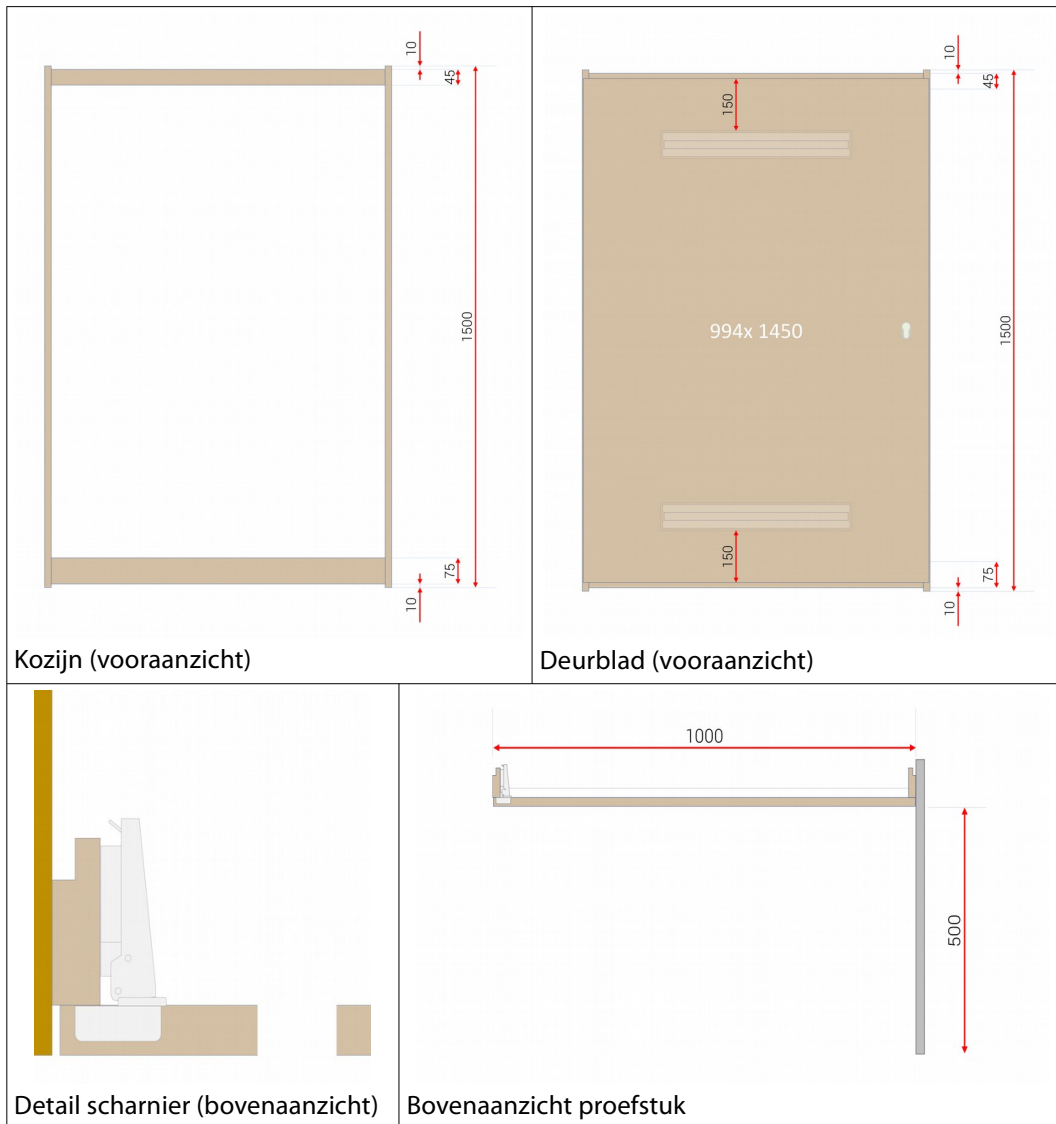 10
45
1500
75
10
Kozijn (vooraanzicht)
10
45
150
994x 1450
1500
150
75
10
Deurblad (vooraanzicht)
Detail scharnier (bovenaanzicht)
1000
500
Bovenaanzicht proefstuk